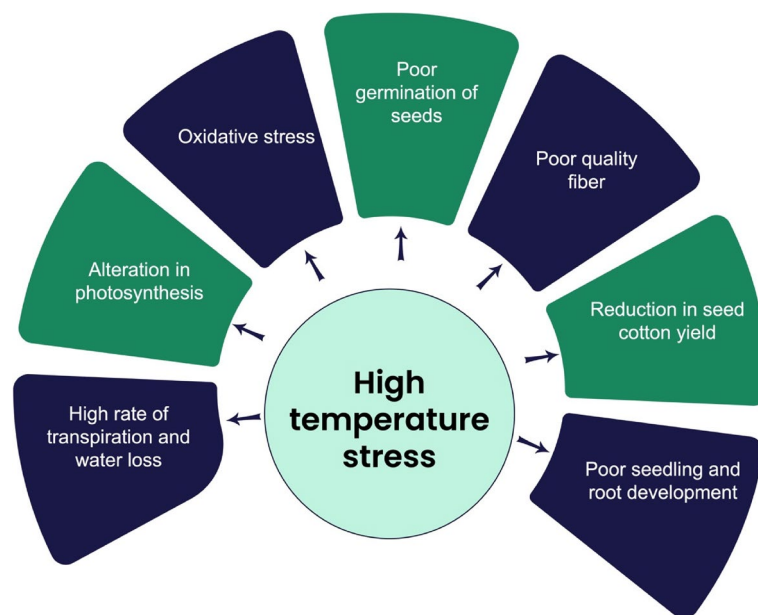 Poor
germination of
seeds
Oxidative stress
Poor quality
fiber
Alteration in
photosynthesis
Reduction in seed
cotton yield
High rate of
transpiration and
water loss
High
temperature
stress
Poor seedling and
root development